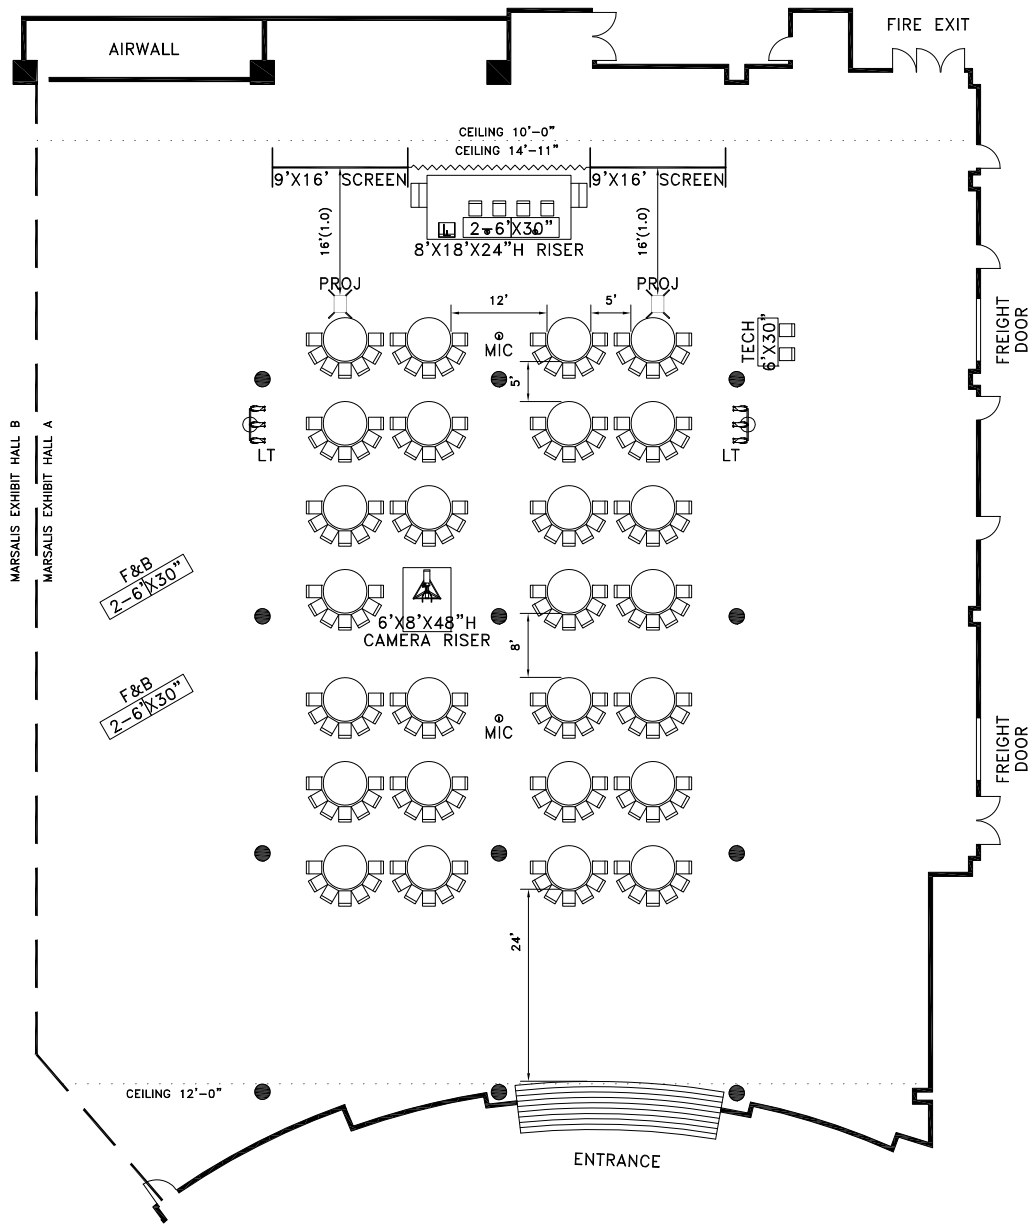 FIRE EXIT
AIRWALL
CEILING 10'-0"
CEILING 14'-11"
9'X16' SCREEN
9'X16' SCREEN
2-6'X30"
8'X18'X24"H RISER
16'(1.0)
16'(1.0)
PROJ
PROJ
12'
5'
MIC
5'
TECH
6'X30"
FREIGHT
DOOR
LT
LT
MARSALIS EXHIBIT HALL B
MARSALIS EXHIBIT HALL A
F&B
2-6'X30"
6'X8'X48"H
CAMERA RISER
8'
F&B
2-6'X30"
MIC
FREIGHT
DOOR
24'
CEILING 12'-0"
ENTRANCE